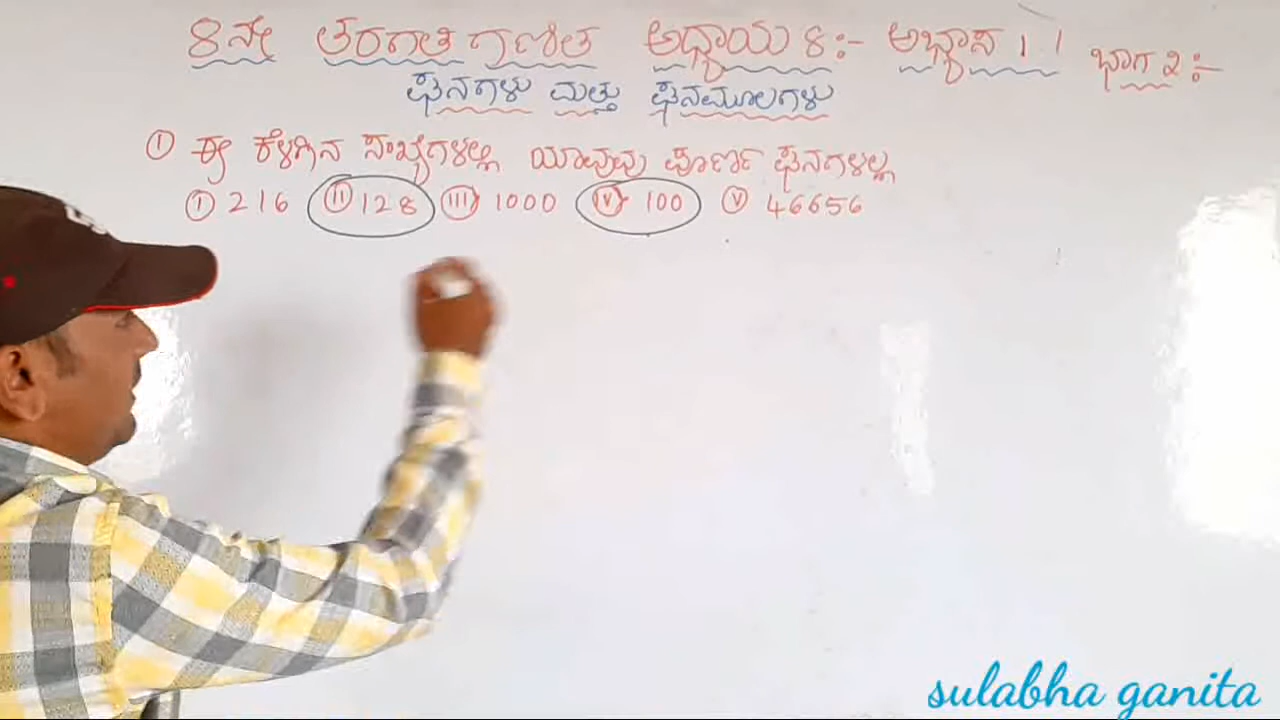 8ನೇ ತರಗತಿ ಗಣಿತ ಅಧ್ಯಾಯ 8:- ಅಭ್ಯಾಸ 1.1 ಭಾಗ 2:-
ಘನಗಳು ಮತ್ತು ಘನಮೂಲಗಳು
① ಈ ಕೆಳಗಿನ ಸಂಖ್ಯೆಗಳಲ್ಲಿ ಯಾವುವು ಪೂರ್ಣ ಘನಗಳಲ್ಲ
Ⓘ 216 (II) 128 (III) 1000 (IV) 100 (V) 46656
sulabha ganita